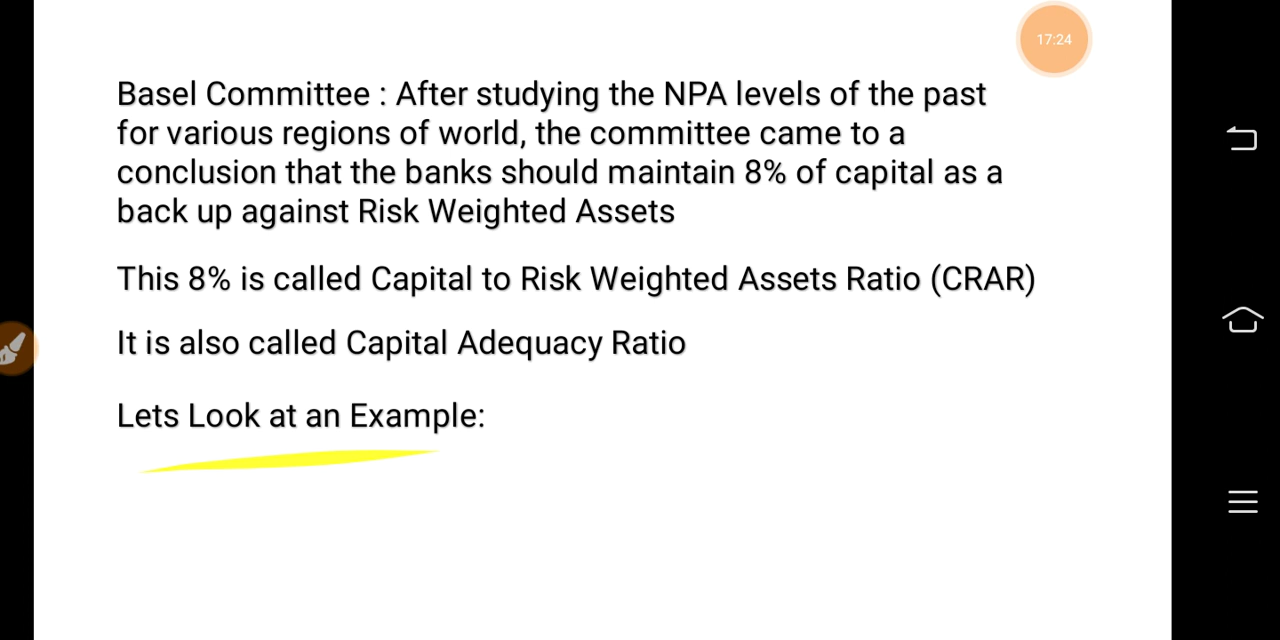 17:24
Basel Committee : After studying the NPA levels of the past
for various regions of world, the committee came to a
conclusion that the banks should maintain 8% of capital as a
back up against Risk Weighted Assets
This 8% is called Capital to Risk Weighted Assets Ratio (CRAR)
It is also called Capital Adequacy Ratio
Lets Look at an Example: